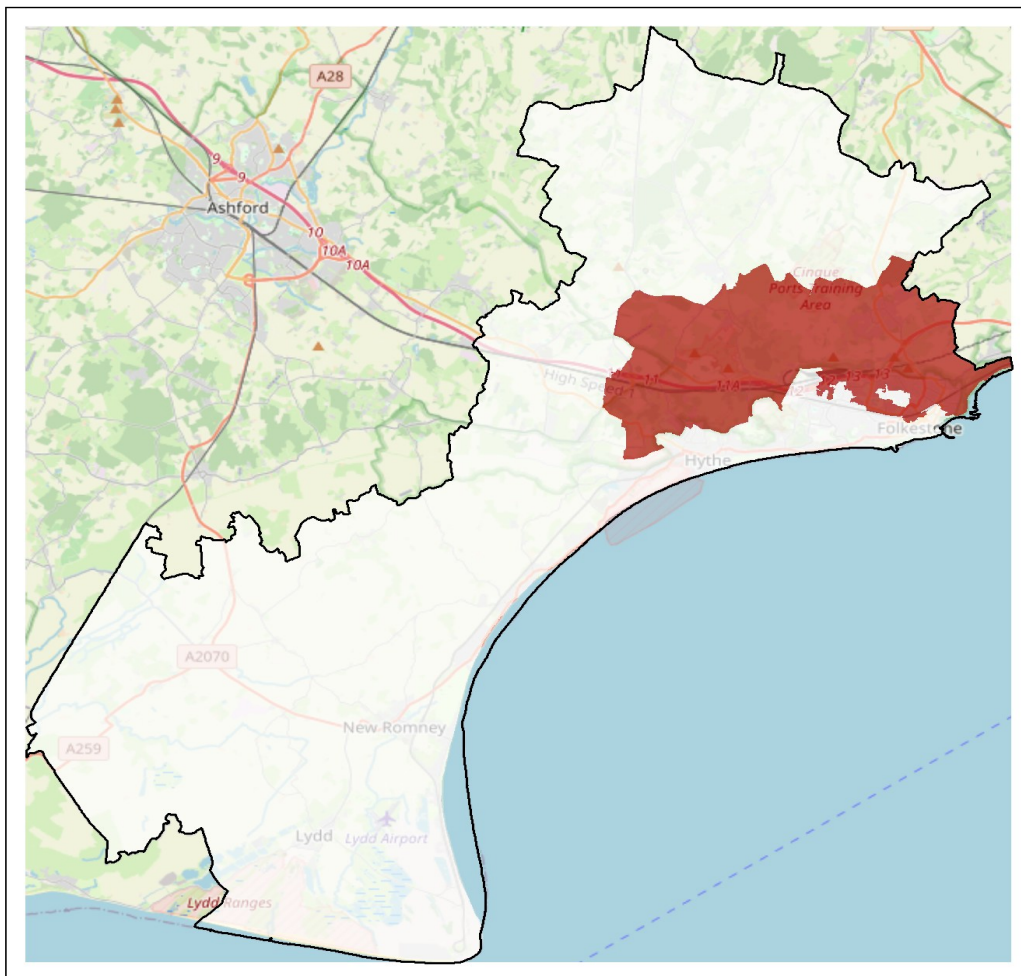 A28
9
9
Ashford
10
10A
10A
Cinque
Ports Training
Area
High Speed 1
11
11A
12
13
13
Folkestone
Hythe
A2070
New Romney
A259
Lydd
Lydd Airport
Lydd Ranges